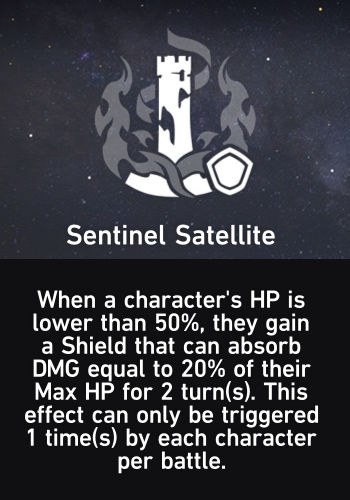 Sentinel Satellite
When a character's HP is
lower than 50%, they gain
a Shield that can absorb
DMG equal to 20% of their
Max HP for 2 turn(s). This
effect can only be triggered
1 time(s) by each character
per battle.